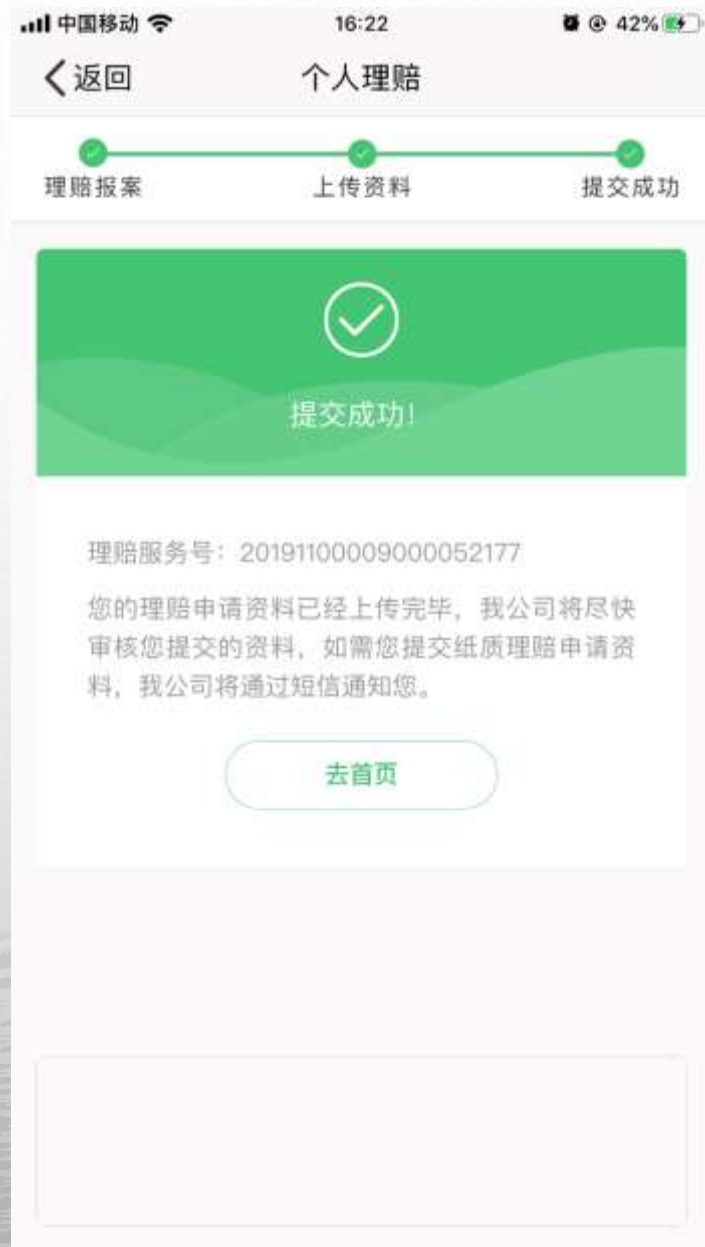 中国移动 16:22 42%
返回 个人理赔
理赔报案 上传资料 提交成功
提交成功!
理赔服务号：20191100009000052177
您的理赔申请资料已经上传完毕，我公司将尽快
审核您提交的资料，如需您提交纸质理赔申请资
料，我公司将通过短信通知您。
去首页